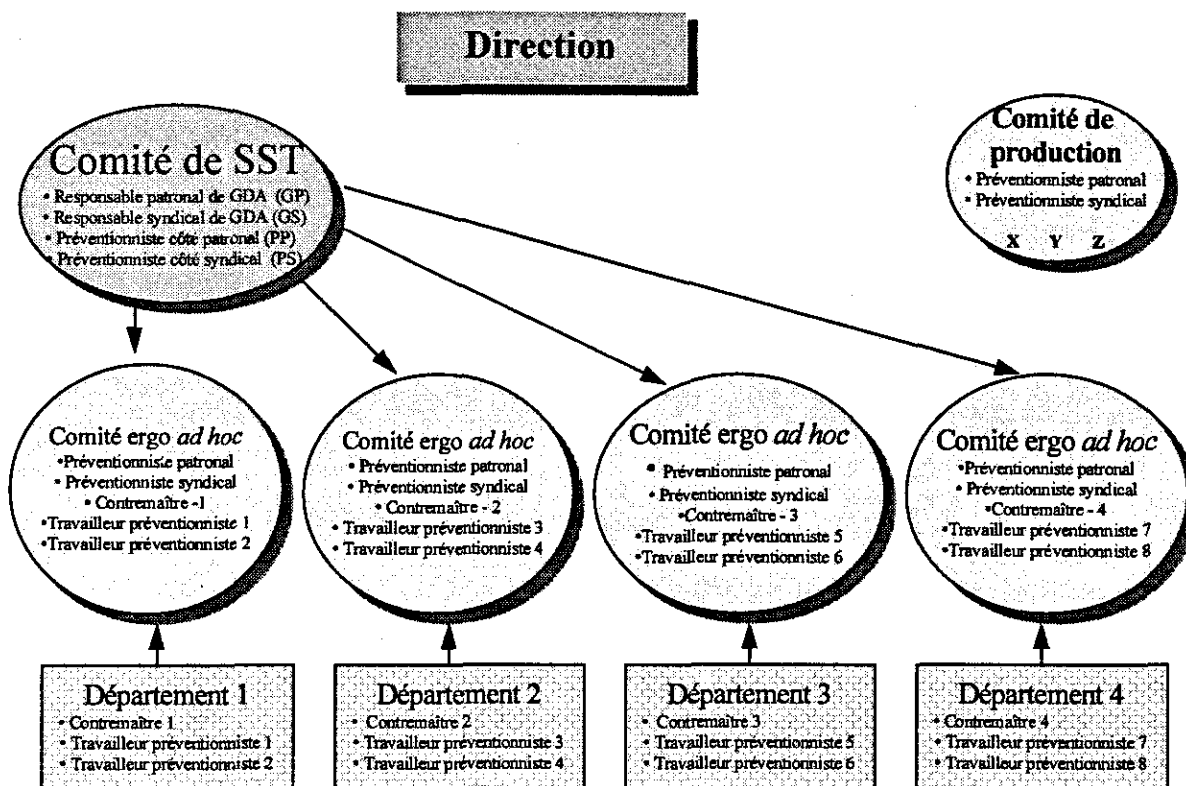 Direction
Comité de SST
• Responsable patronal de GDA (GP)
• Responsable syndical de GDA (GS)
• Préventionniste côté patronal (PP)
• Préventionniste côté syndical (PS)
Comité de
production
• Préventionniste patronal
• Préventionniste syndical
X Y Z
Comité ergo ad hoc
•Préventionniste patronal
• Préventionniste syndical
• Contremaître -1
•Travailleur préventionniste 1
•Travailleur préventionniste 2
Comité ergo ad hoc
• Préventionniste patronal
• Préventionniste syndical
• Contremaître - 2
• Travailleur préventionniste 3
• Travailleur préventionniste 4
Comité ergo ad hoc
• Préventionniste patronal
• Préventionniste syndical
•Contremaître - 3
•Travailleur préventionniste 5
•Travailleur préventionniste 6
Comité ergo ad hoc
•Préventionniste patronal
• Préventionniste syndical
•Contremaître - 4
•Travailleur préventionniste 7
•Travailleur préventionniste 8
Département 1
• Contremaître 1
• Travailleur préventionniste 1
• Travailleur préventionniste 2
Département 2
• Contremaître 2
• Travailleur préventionniste 3
• Travailleur préventionniste 4
Département 3
• Contremaître 3
• Travailleur préventionniste 5
• Travailleur préventionniste 6
Département 4
• Contremaître 4
• Travailleur préventionniste 7
• Travailleur préventionniste 8